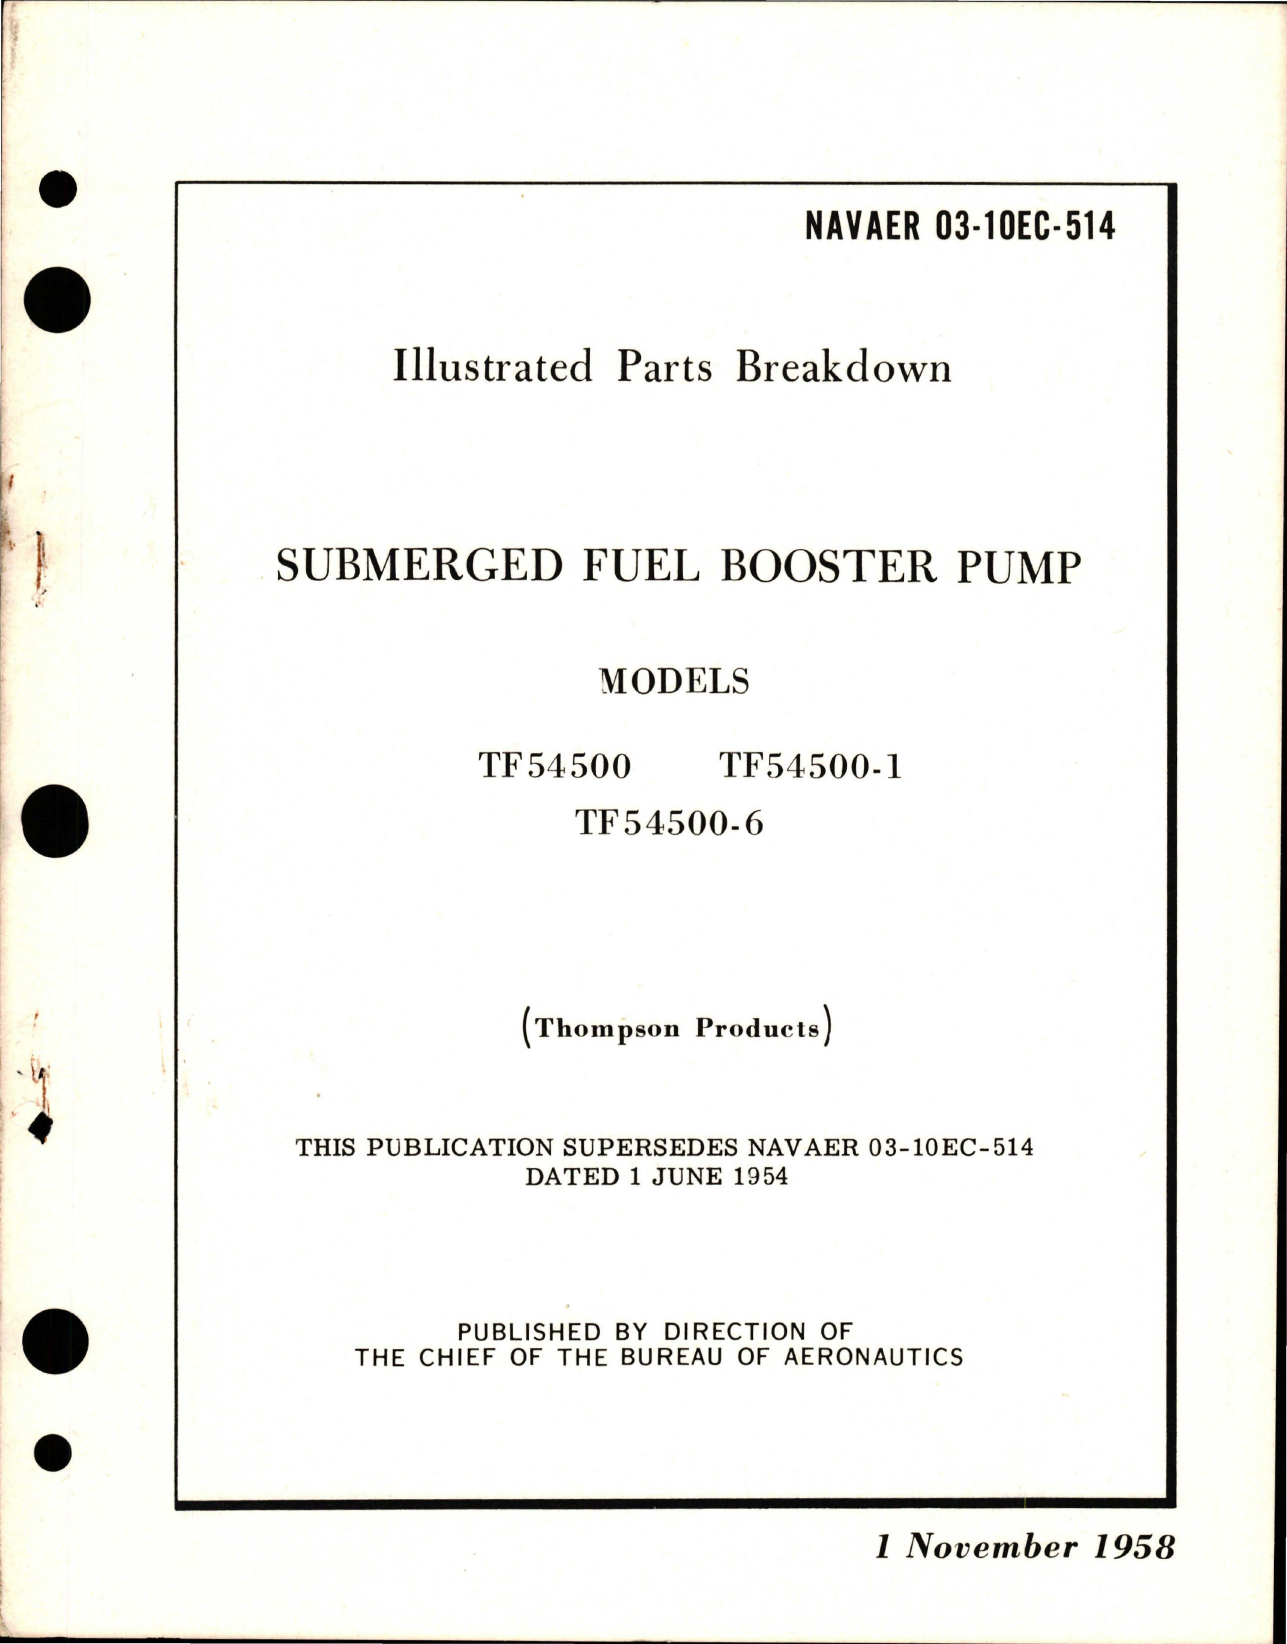 NAVAER 03-10EC-514
Illustrated Parts Breakdown
SUBMERGED FUEL BOOSTER PUMP
MODELS
TF54500 TF54500-1
TF54500-6
(Thompson Products)
THIS PUBLICATION SUPERSEDES NAVAER 03-10EC-514
DATED 1 JUNE 1954
PUBLISHED BY DIRECTION OF
THE CHIEF OF THE BUREAU OF AERONAUTICS
1 November 1958